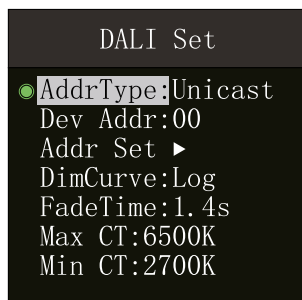 DALI Set
AddrType:Unicast
Dev Addr:00
Addr Set ▶
DimCurve:Log
FadeTime:1.4s
Max CT:6500K
Min CT:2700K